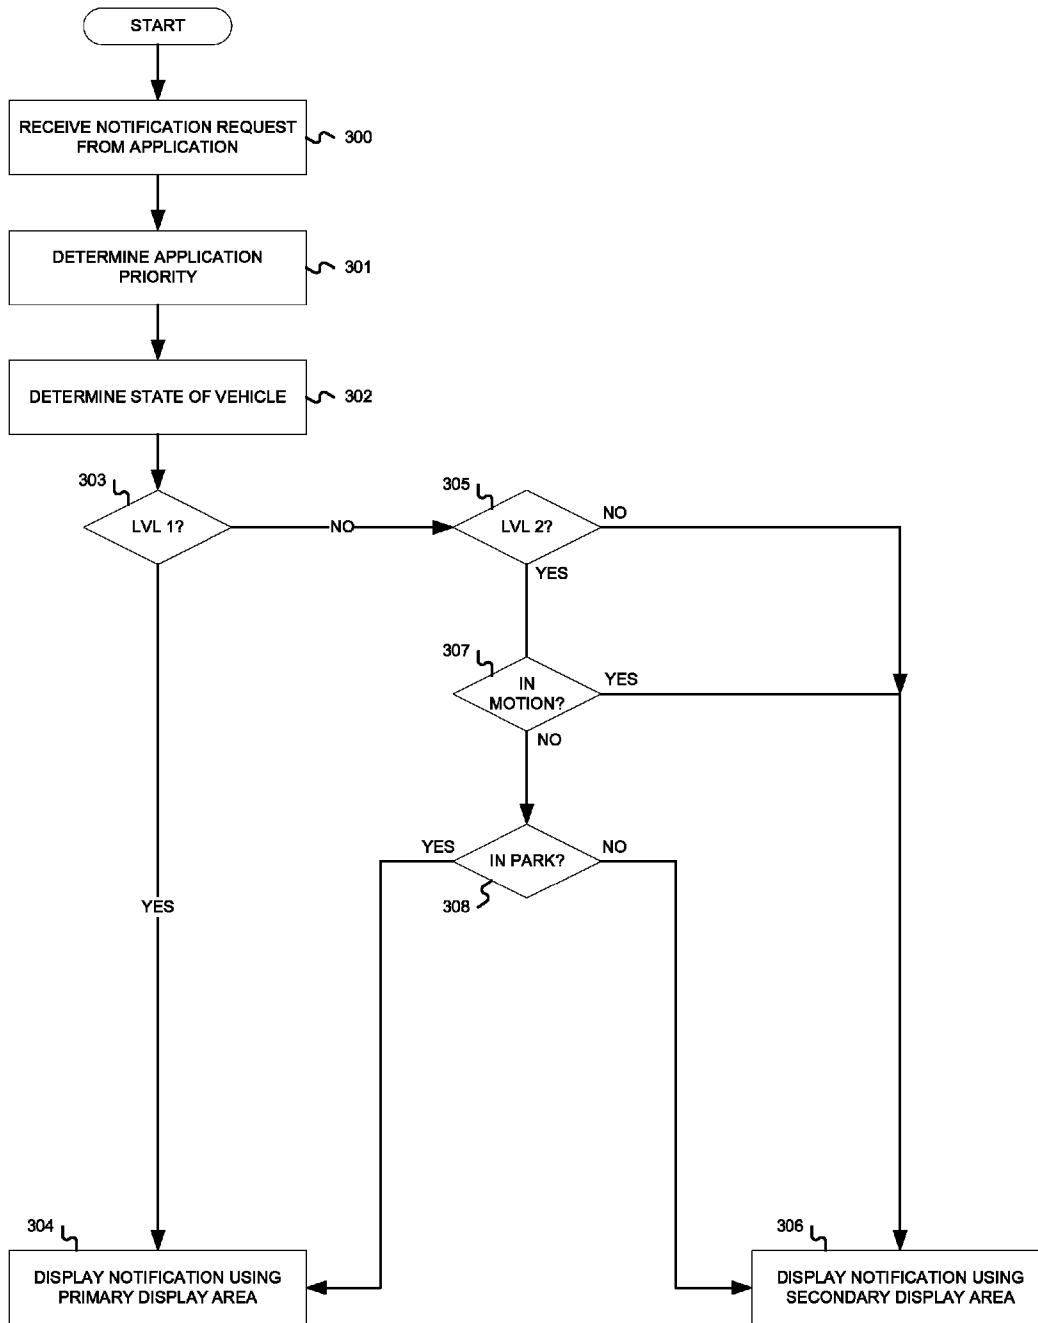 START
RECEIVE NOTIFICATION REQUEST
FROM APPLICATION
300
DETERMINE APPLICATION
PRIORITY
301
DETERMINE STATE OF VEHICLE
302
303
LVL 1?
NO
305
LVL 2?
NO
YES
307
IN
MOTION?
YES
NO
YES
IN PARK?
NO
308
YES
304
DISPLAY NOTIFICATION USING
PRIMARY DISPLAY AREA
306
DISPLAY NOTIFICATION USING
SECONDARY DISPLAY AREA